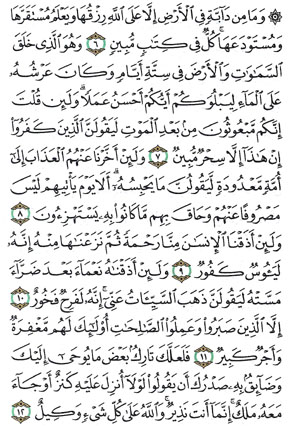 ۞ وَمَا مِن دَآبَّةٍ فِى ٱلْأَرْضِ إِلَّا عَلَى ٱللَّهِ رِزْقُهَا وَيَعْلَمُ مُسْتَقَرَّهَا
وَمُسْتَوْدَعَهَا ۚ كُلٌّ فِى كِتَـٰبٍ مُّبِينٍ ٦ وَهُوَ ٱلَّذِى خَلَقَ
ٱلسَّمَـٰوَٰتِ وَٱلْأَرْضَ فِى سِتَّةِ أَيَّامٍ وَكَانَ عَرْشُهُۥ
عَلَى ٱلْمَآءِ لِيَبْلُوَكُمْ أَيُّكُمْ أَحْسَنُ عَمَلًا ۗ وَلَئِن قُلْتَ
إِنَّكُم مَّبْعُوثُونَ مِنۢ بَعْدِ ٱلْمَوْتِ لَيَقُولَنَّ ٱلَّذِينَ كَفَرُوٓا۟
إِنْ هَـٰذَآ إِلَّا سِحْرٌ مُّبِينٌ ٧ وَلَئِنْ أَخَّرْنَا عَنْهُمُ ٱلْعَذَابَ إِلَىٰٓ
أُمَّةٍ مَّعْدُودَةٍ لَّيَقُولُنَّ مَا يَحْبِسُهُۥٓ ۗ أَلَا يَوْمَ يَأْتِيهِمْ لَيْسَ
مَصْرُوفًا عَنْهُمْ وَحَاقَ بِهِم مَّا كَانُوا۟ بِهِۦ يَسْتَهْزِءُونَ ٨
وَلَئِنْ أَذَقْنَا ٱلْإِنسَـٰنَ مِنَّا رَحْمَةً ثُمَّ نَزَعْنَـٰهَا مِنْهُ إِنَّهُۥ
لَيَـُٔوسٌ كَفُورٌ ٩ وَلَئِنْ أَذَقْنَـٰهُ نَعْمَآءَ بَعْدَ ضَرَّآءَ
مَسَّتْهُ لَيَقُولَنَّ ذَهَبَ ٱلسَّيِّـَٔاتُ عَنِّىٓ ۚ إِنَّهُۥ لَفَرِحٌ فَخُورٌ ١٠
إِلَّا ٱلَّذِينَ صَبَرُوا۟ وَعَمِلُوا۟ ٱلصَّـٰلِحَـٰتِ أُو۟لَـٰٓئِكَ لَهُم مَّغْفِرَةٌ
وَأَجْرٌ كَبِيرٌ ١١ فَلَعَلَّكَ تَارِكٌۢ بَعْضَ مَا يُوحَىٰٓ إِلَيْكَ
وَضَآئِقٌۢ بِهِۦ صَدْرُكَ أَن يَقُولُوا۟ لَوْلَآ أُنزِلَ عَلَيْهِ كَنزٌ أَوْ جَآءَ
مَعَهُۥ مَلَكٌ ۚ إِنَّمَآ أَنتَ نَذِيرٌ ۚ وَٱللَّهُ عَلَىٰ كُلِّ شَىْءٍ وَكِيلٌ ١٢